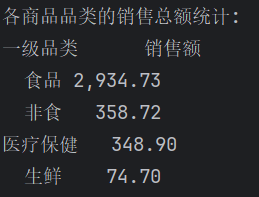 各商品品类的销售总额统计:
一级品类 销售额
食品 2,934.73
非食 358.72
医疗保健 348.90
生鲜 74.70